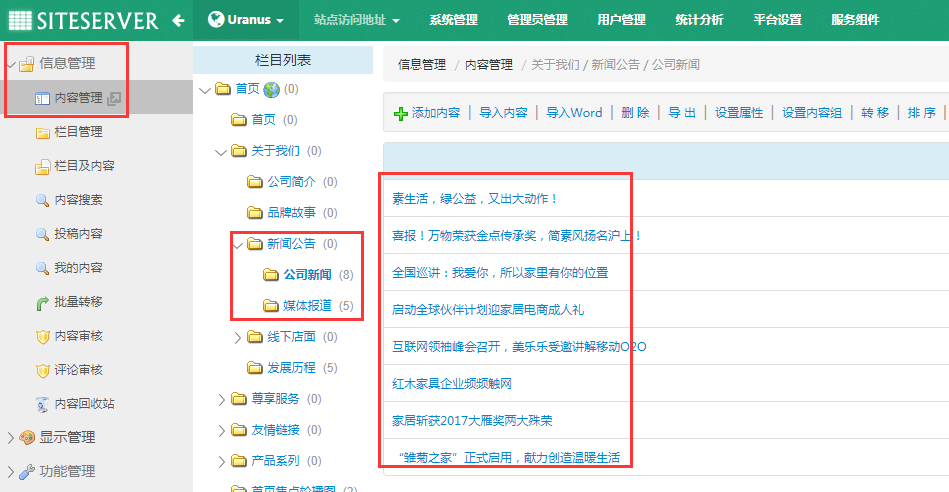 SITESERVER Uranus 站点访问地址 系统管理 管理员管理 用户管理 统计分析 平台设置 服务组件
信息管理
内容管理
栏目管理
栏目及内容
内容搜索
投稿内容
我的内容
批量转移
内容审核
评论审核
内容回收站
显示管理
功能管理
栏目列表
首页 (0)
首页 (0)
关于我们 (0)
公司简介 (0)
品牌故事 (0)
新闻公告 (0)
公司新闻 (8)
媒体报道 (5)
线下店面 (0)
发展历程 (5)
尊享服务 (0)
友情链接 (0)
产品系列 (0)
首页焦点轮播图 (2)
信息管理 / 内容管理 / 关于我们 / 新闻公告 / 公司新闻
添加内容 | 导入内容 | 导入Word | 删 除 | 导 出 | 设置属性 | 设置内容组 | 转 移 | 排 序 |
素生活，绿公益，又出大动作！
喜报！万物荣获金点传承奖，简素风扬名沪上！
全国巡讲：我爱你，所以家里有你的位置
启动全球伙伴计划迎家居电商成人礼
互联网领袖峰会召开，美乐乐受邀讲解移动O2O
红木家具企业频频触网
家居斩获2017大雁奖两大殊荣
“雏菊之家”正式启用，献力创造温暖生活